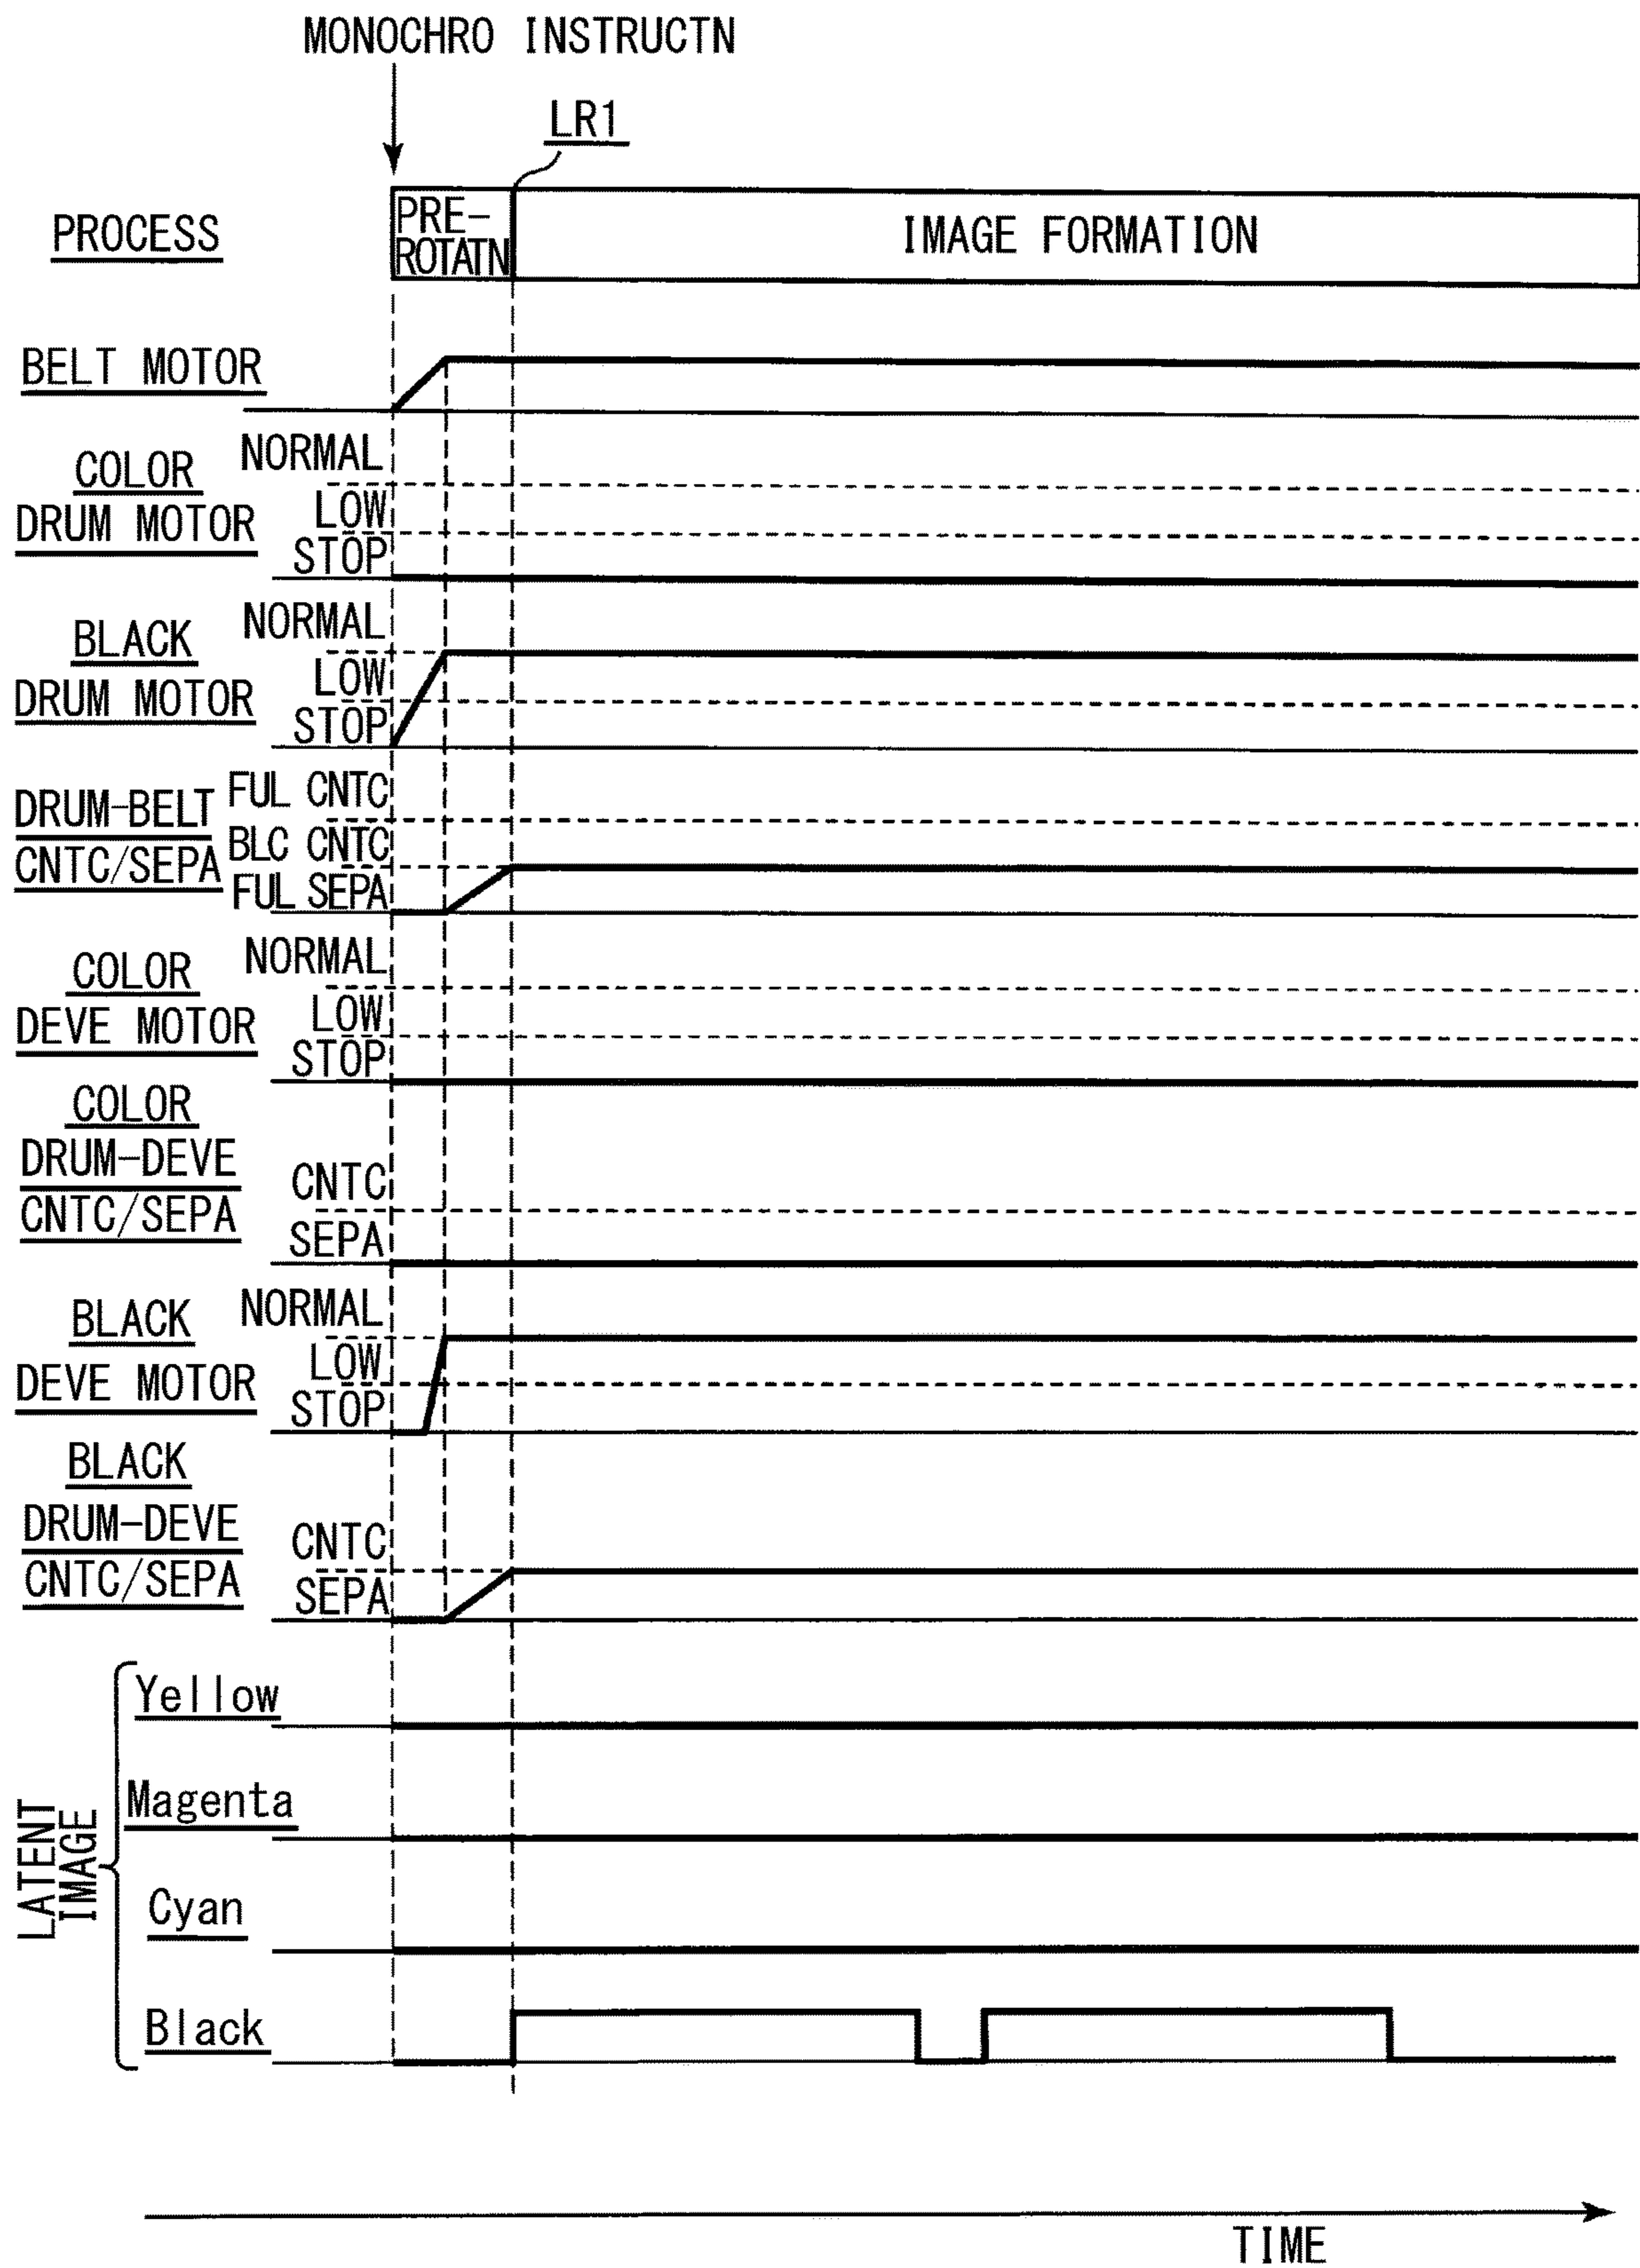 MONOCHRO INSTRUCTN
LR1
PROCESS
PRE-
ROTATN
IMAGE FORMATION
BELT MOTOR
COLOR
DRUM MOTOR
NORMAL
LOW
STOP
BLACK
DRUM MOTOR
NORMAL
LOW
STOP
DRUM-BELT
CNTC/SEPA
FUL CNTC
BLC CNTC
FUL SEPA
COLOR
DEVE MOTOR
NORMAL
LOW
STOP
COLOR
DRUM-DEVE
CNTC/SEPA
CNTC
SEPA
BLACK
DEVE MOTOR
NORMAL
LOW
STOP
BLACK
DRUM-DEVE
CNTC/SEPA
CNTC
SEPA
LATENT
IMAGE
Yellow
Magenta
Cyan
Black
TIME